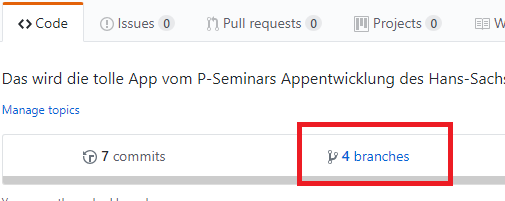 Code Issues 0 Pull requests 0 Projects 0 W
Das wird die tolle App vom P-Seminars Appentwicklung des Hans-Sachs
Manage topics
7 commits 4 branches